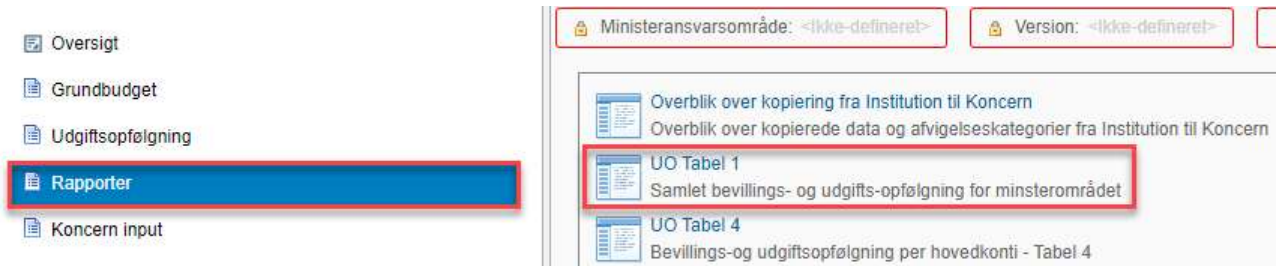 Oversigt
Grundbudget
Udgiftsopfølgning
Rapporter
Koncern input
Ministeransvarsområde: <Ikke-defineret>
Version: <Ikke-defineret>
Overblik over kopiering fra Institution til Koncern
Overblik over kopierede data og afvigelseskategorier fra Institution til Koncern
UO Tabel 1
Samlet bevillings- og udgifts-opfølgning for minsterområdet
UO Tabel 4
Bevillings-og udgiftsopfølgning per hovedkonti - Tabel 4